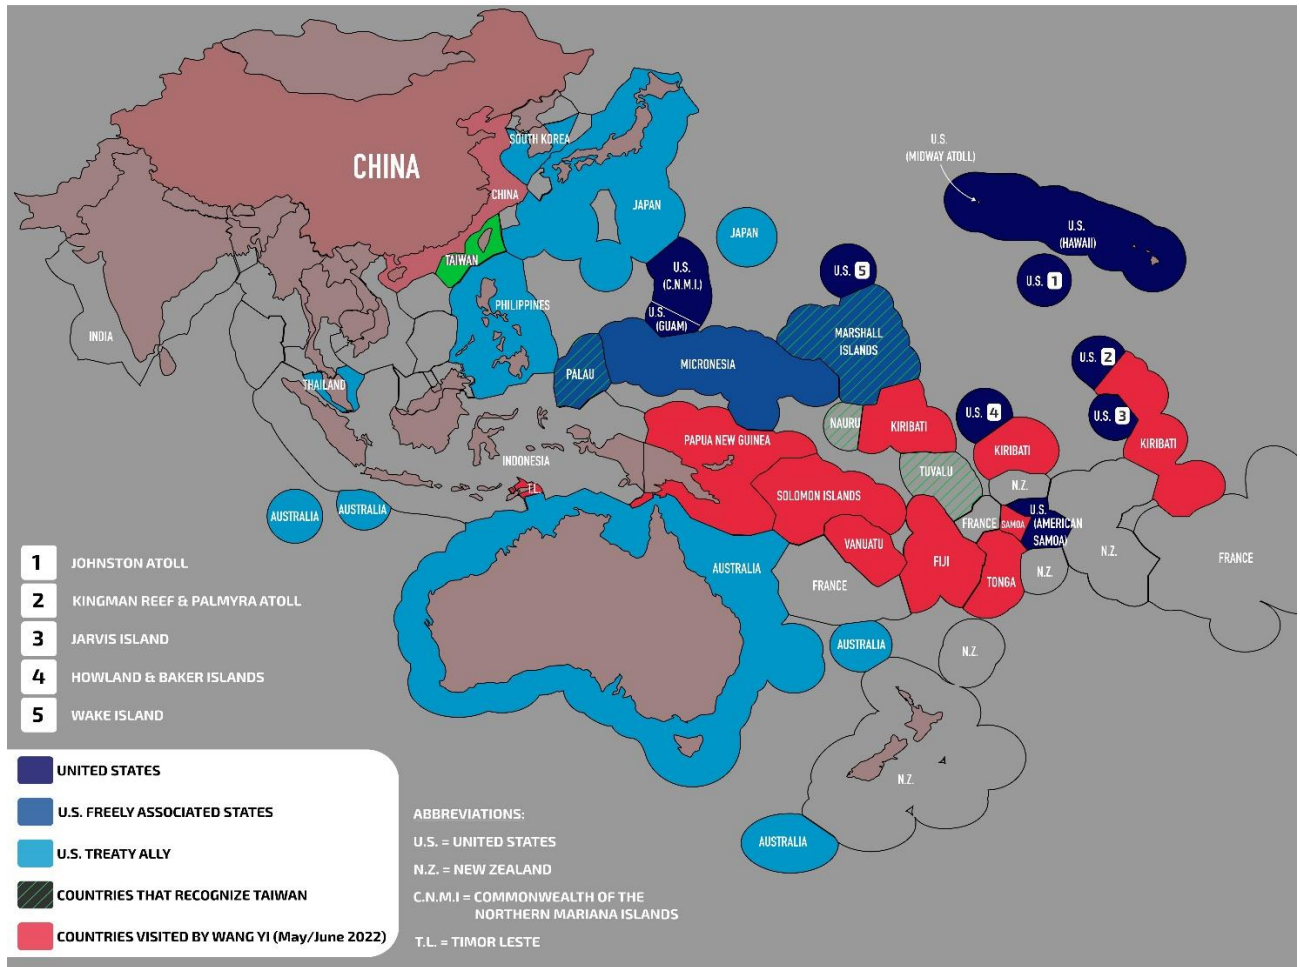 CHINA
SOUTH KOREA
U.S.
(MIDWAY ATOLL)
CHINA
JAPAN
JAPAN
U.S.
(HAWAII)
TAIWAN
U.S.
(C.N.M.I.)
U.S. 5
U.S. 1
PHILIPPINES
U.S.
(GUAM)
INDIA
MARSHALL
ISLANDS
U.S. 2
MICRONESIA
PALAU
THAILAND
U.S. 4
U.S. 3
NAURU
KIRIBATI
PAPUA NEW GUINEA
KIRIBATI
KIRIBATI
INDONESIA
TUVALU
N.Z.
T.L.
SOLOMON ISLANDS
AUSTRALIA
AUSTRALIA
FRANCE
SAMOA
U.S.
(AMERICAN
SAMOA)
VANUATU
N.Z.
FRANCE
FIJI
AUSTRALIA
TONGA
N.Z.
FRANCE
AUSTRALIA
N.Z.
N.Z.
AUSTRALIA
1 JOHNSTON ATOLL
2 KINGMAN REEF & PALMYRA ATOLL
3 JARVIS ISLAND
4 HOWLAND & BAKER ISLANDS
5 WAKE ISLAND
UNITED STATES
U.S. FREELY ASSOCIATED STATES
U.S. TREATY ALLY
COUNTRIES THAT RECOGNIZE TAIWAN
COUNTRIES VISITED BY WANG YI (May/June 2022)
ABBREVIATIONS:
U.S. = UNITED STATES
N.Z. = NEW ZEALAND
C.N.M.I = COMMONWEALTH OF THE
NORTHERN MARIANA ISLANDS
T.L. = TIMOR LESTE